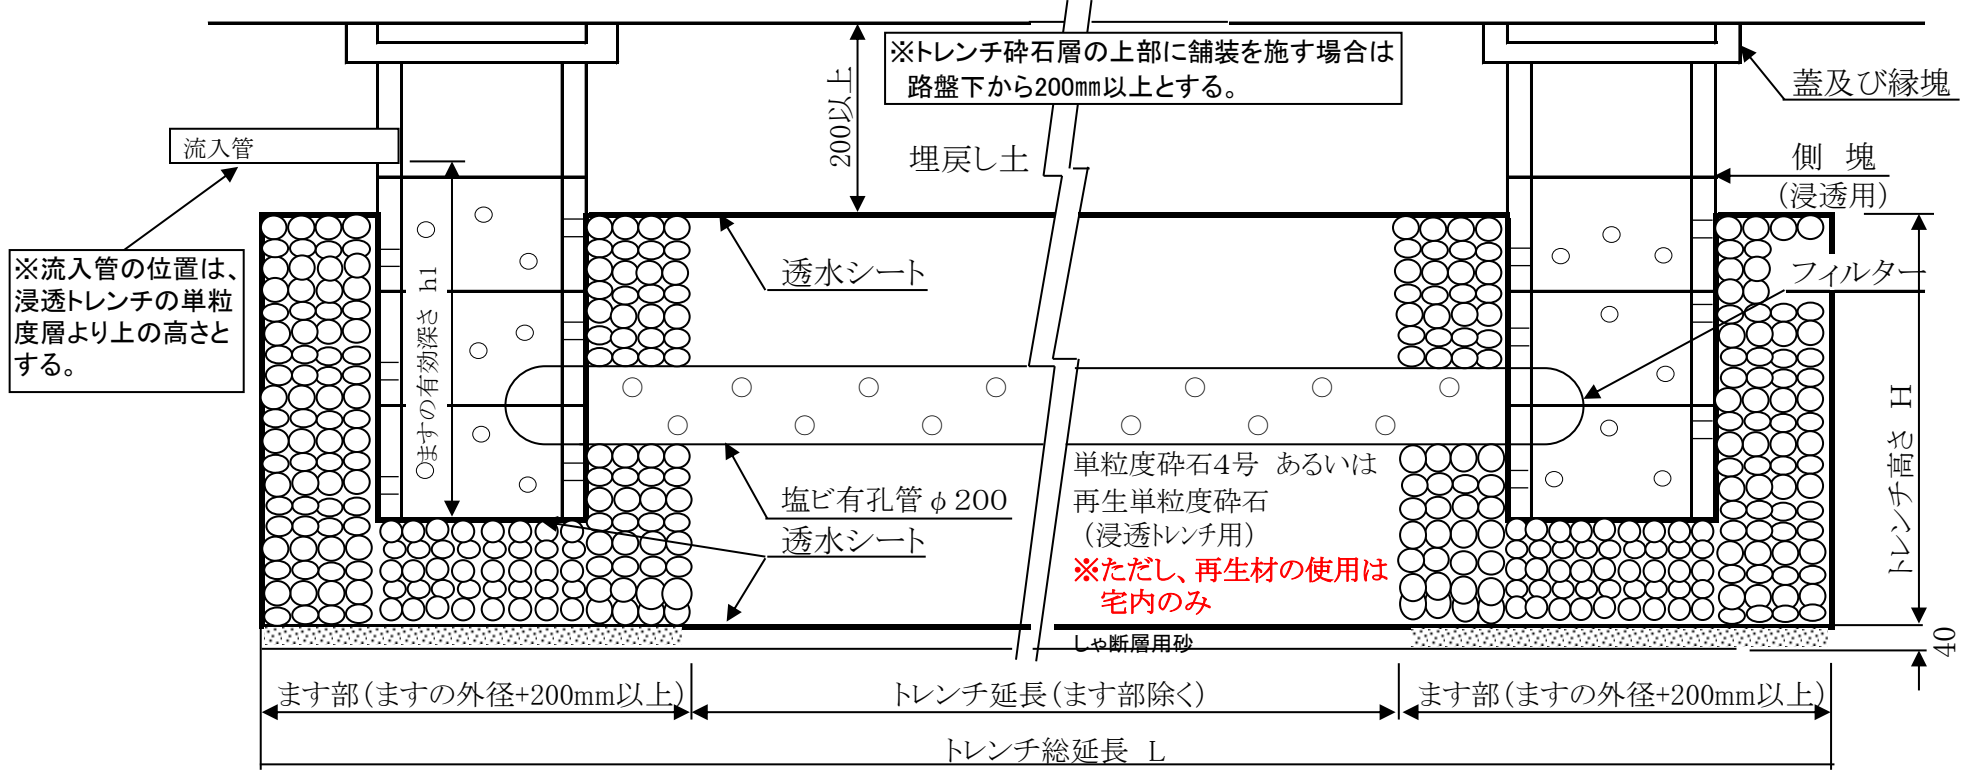 ※トレンチ砕石層の上部に舗装を施す場合は
路盤下から200㎜以上とする。
200以上
蓋及び縁塊
流入管
埋戻し土
側　塊
(浸透用)
※流入管の位置は、
浸透トレンチの単粒
度層より上の高さと
する。
ますの有効深さ h1
透水シート
フィルター
トレンチ高さ H
単粒度砕石4号 あるいは
再生単粒度砕石
(浸透トレンチ用)
※ただし、再生材の使用は
宅内のみ
塩ビ有孔管φ200
透水シート
しゃ断層用砂
40
ます部(ますの外径+200mm以上)
トレンチ延長(ます部除く)
ます部(ますの外径+200mm以上)
トレンチ総延長 L